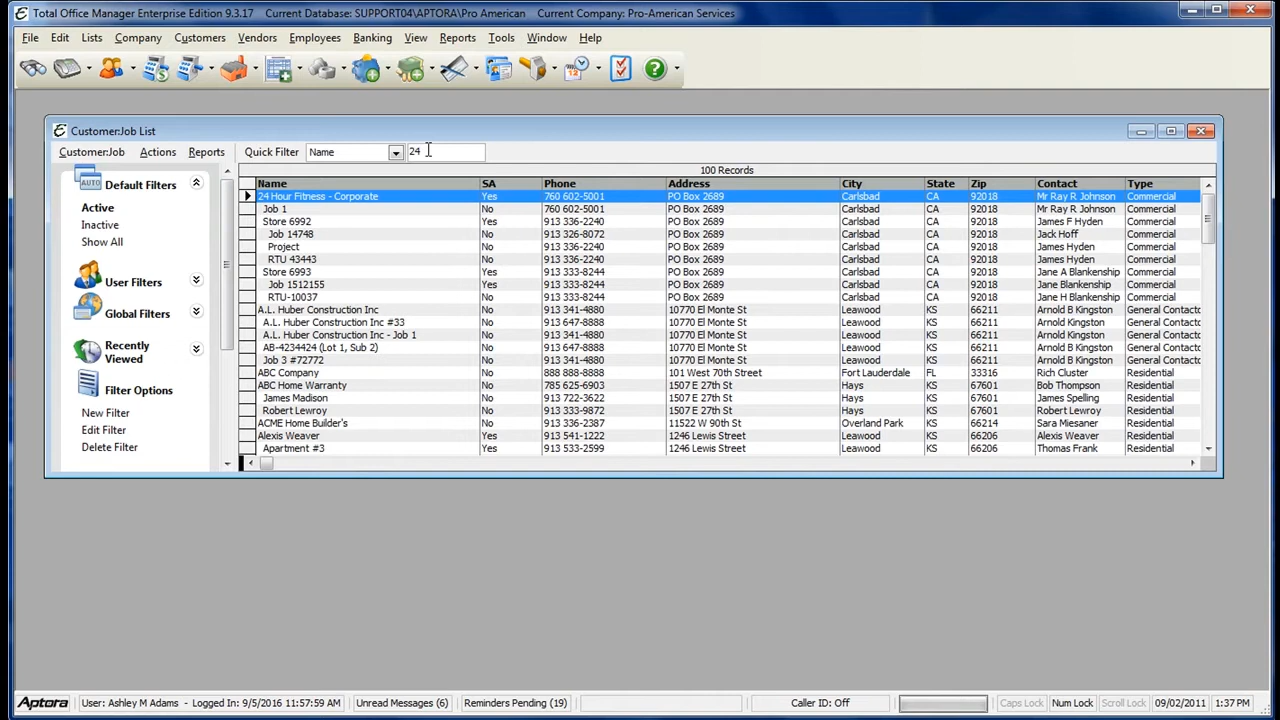 Total Office Manager Enterprise Edition 9.3.17 Current Database: SUPPORT04\APTORA\Pro American Current Company: Pro-American Services
File Edit Lists Company Customers Vendors Employees Banking View Reports Tools Window Help
Customer:Job List
Customer:Job Actions Reports Quick Filter Name 24
100 Records
AUTO Default Filters
Active
Inactive
Show All
User Filters
Global Filters
Recently Viewed
Filter Options
New Filter
Edit Filter
Delete Filter
Name SA Phone Address City State Zip Contact Type
24 Hour Fitness - Corporate Yes 760 602-5001 PO Box 2689 Carlsbad CA 92018 Mr Ray R Johnson Commercial
Job 1 No 760 602-5001 PO Box 2689 Carlsbad CA 92018 Mr Ray R Johnson Commercial
Store 6992 Yes 913 336-2240 PO Box 2689 Carlsbad CA 92018 James F Hyden Commercial
Job 14748 No 913 326-8072 PO Box 2689 Carlsbad CA 92018 Jack Hoff Commercial
Project No 913 336-2240 PO Box 2689 Carlsbad CA 92018 James Hyden Commercial
RTU 43443 No 913 336-2240 PO Box 2689 Carlsbad CA 92018 James Hyden Commercial
Store 6993 Yes 913 333-8244 PO Box 2689 Carlsbad CA 92018 Jane A Blankenship Commercial
Job 1512155 Yes 913 333-8244 PO Box 2689 Carlsbad CA 92018 Jane Blankenship Commercial
RTU-10037 No 913 333-8244 PO Box 2689 Carlsbad CA 92018 Jane H Blankenship Commercial
A.L. Huber Construction Inc No 913 341-4880 10770 El Monte St Leawood KS 66211 Arnold B Kingston General Contacto
A.L. Huber Construction Inc #33 No 913 647-8888 10770 El Monte St Leawood KS 66211 Arnold Kingston General Contacto
A.L. Huber Construction Inc - Job 1 No 913 341-4880 10770 El Monte St Leawood KS 66211 Arnold B Kingston General Contacto
AB-4234424 (Lot 1, Sub 2) No 913 647-8888 10770 El Monte St Leawood KS 66211 Arnold Kingston General Contacto
Job 3 #72772 No 913 341-4880 10770 El Monte St Leawood KS 66211 Arnold B Kingston General Contacto
ABC Company No 888 888-8888 101 West 70th Street Fort Lauderdale FL 33316 Rich Cluster Residential
ABC Home Warranty No 785 625-6903 1507 E 27th St Hays KS 67601 Bob Thompson Residential
James Madison No 913 722-3622 1507 E 27th St Hays KS 67601 James Spelling Residential
Robert Lewroy No 913 333-9872 1507 E 27th St Hays KS 67601 Robert Lewroy Residential
ACME Home Builder's No 913 336-2387 11522 W 90th St Overland Park KS 66214 Sara Miesaner Residential
Alexis Weaver Yes 913 541-1222 1246 Lewis Street Leawood KS 66206 Alexis Weaver Residential
Apartment #3 Yes 913 533-2599 1246 Lewis Street Leawood KS 66206 Thomas Frank Residential
Aptora User: Ashley M Adams - Logged In: 9/5/2016 11:57:59 AM Unread Messages (6) Reminders Pending (19) Caller ID: Off Caps Lock Num Lock Scroll Lock 09/02/2011 1:37 PM